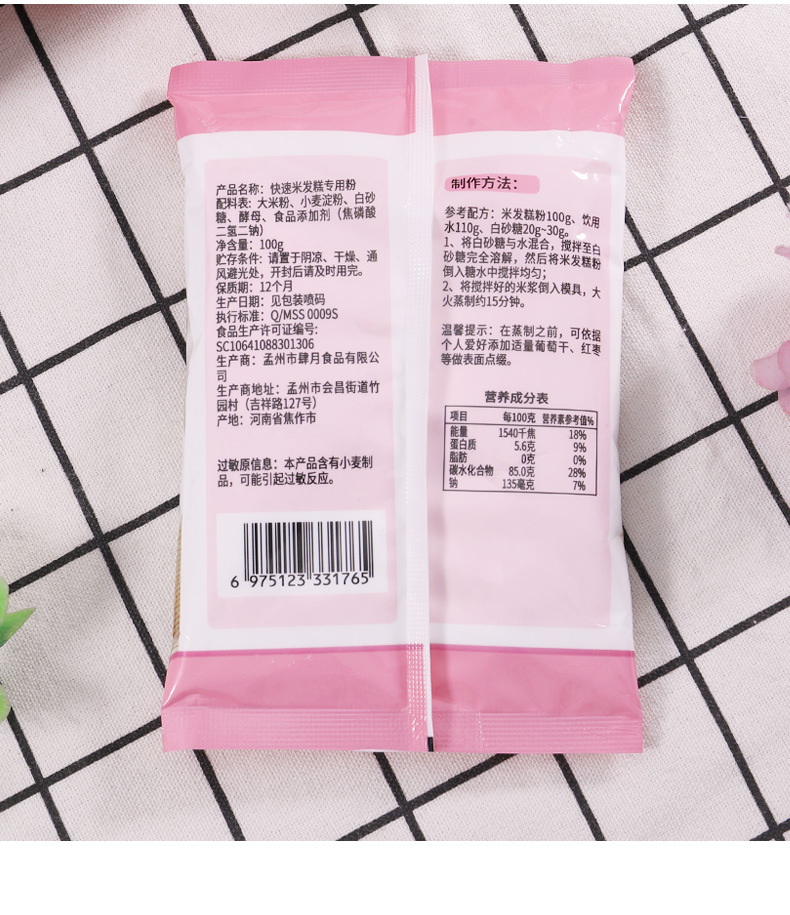 产品名称：快速米发糕专用粉
配料表：大米粉、小麦淀粉、白砂
糖、酵母、食品添加剂（焦磷酸
二氢二钠）
净含量：100g
贮存条件: 请置于阴凉、干燥、通
风避光处，开封后请及时用完。
保质期：12个月
生产日期：见包装喷码
执行标准：Q/MSS 0009S
食品生产许可证编号:
SC10641088301306
生产商：孟州市肆月食品有限公
司
生产商地址：孟州市会昌街道竹
园村（吉祥路127号）
产地：河南省焦作市
过敏原信息：本产品含有小麦制
品，可能引起过敏反应。
6 975123 331765
制作方法：
参考配方：米发糕粉100g、饮用
水110g、白砂糖20g~30g。
1、将白砂糖与水混合，搅拌至白
砂糖完全溶解，然后将米发糕粉
倒入糖水中搅拌均匀；
2、将搅拌好的米浆倒入模具，大
火蒸制约15分钟。
温馨提示：在蒸制之前，可依据
个人爱好添加适量葡萄干、红枣
等做表面点缀。
营养成分表
项目 每100克 营养素参考值%
能量 1540千焦 18%
蛋白质 5.6克 9%
脂肪 0克 0%
碳水化合物 85.0克 28%
钠 135毫克 7%